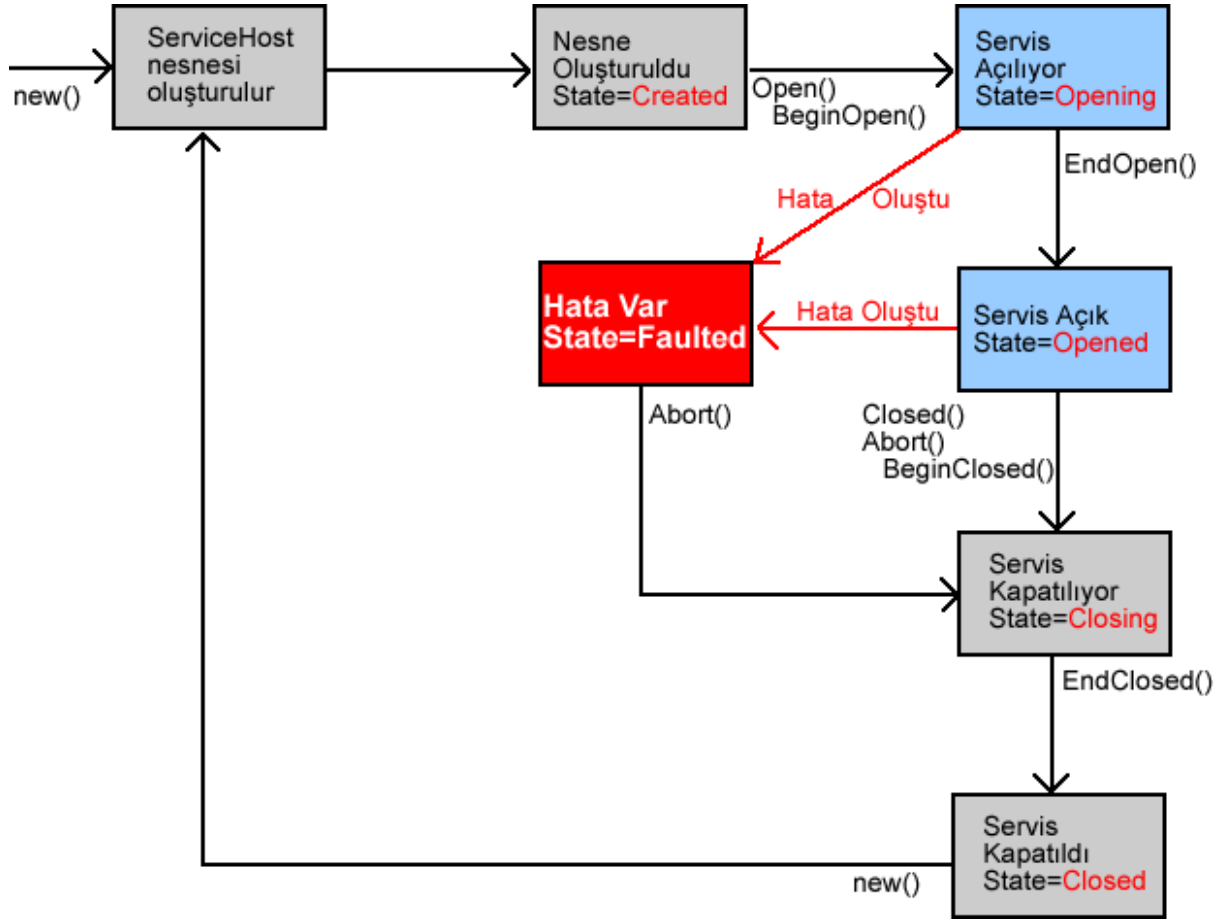 new()
ServiceHost
nesnesi
oluşturulur
Nesne
Oluşturuldu
State=Created
Open()
BeginOpen()
Servis
Açılıyor
State=Opening
EndOpen()
Hata Oluştu
Hata Var
State=Faulted
Hata Oluştu
Servis Açık
State=Opened
Abort()
Closed()
Abort()
BeginClosed()
Servis
Kapatılıyor
State=Closing
EndClosed()
Servis
Kapatıldı
State=Closed
new()